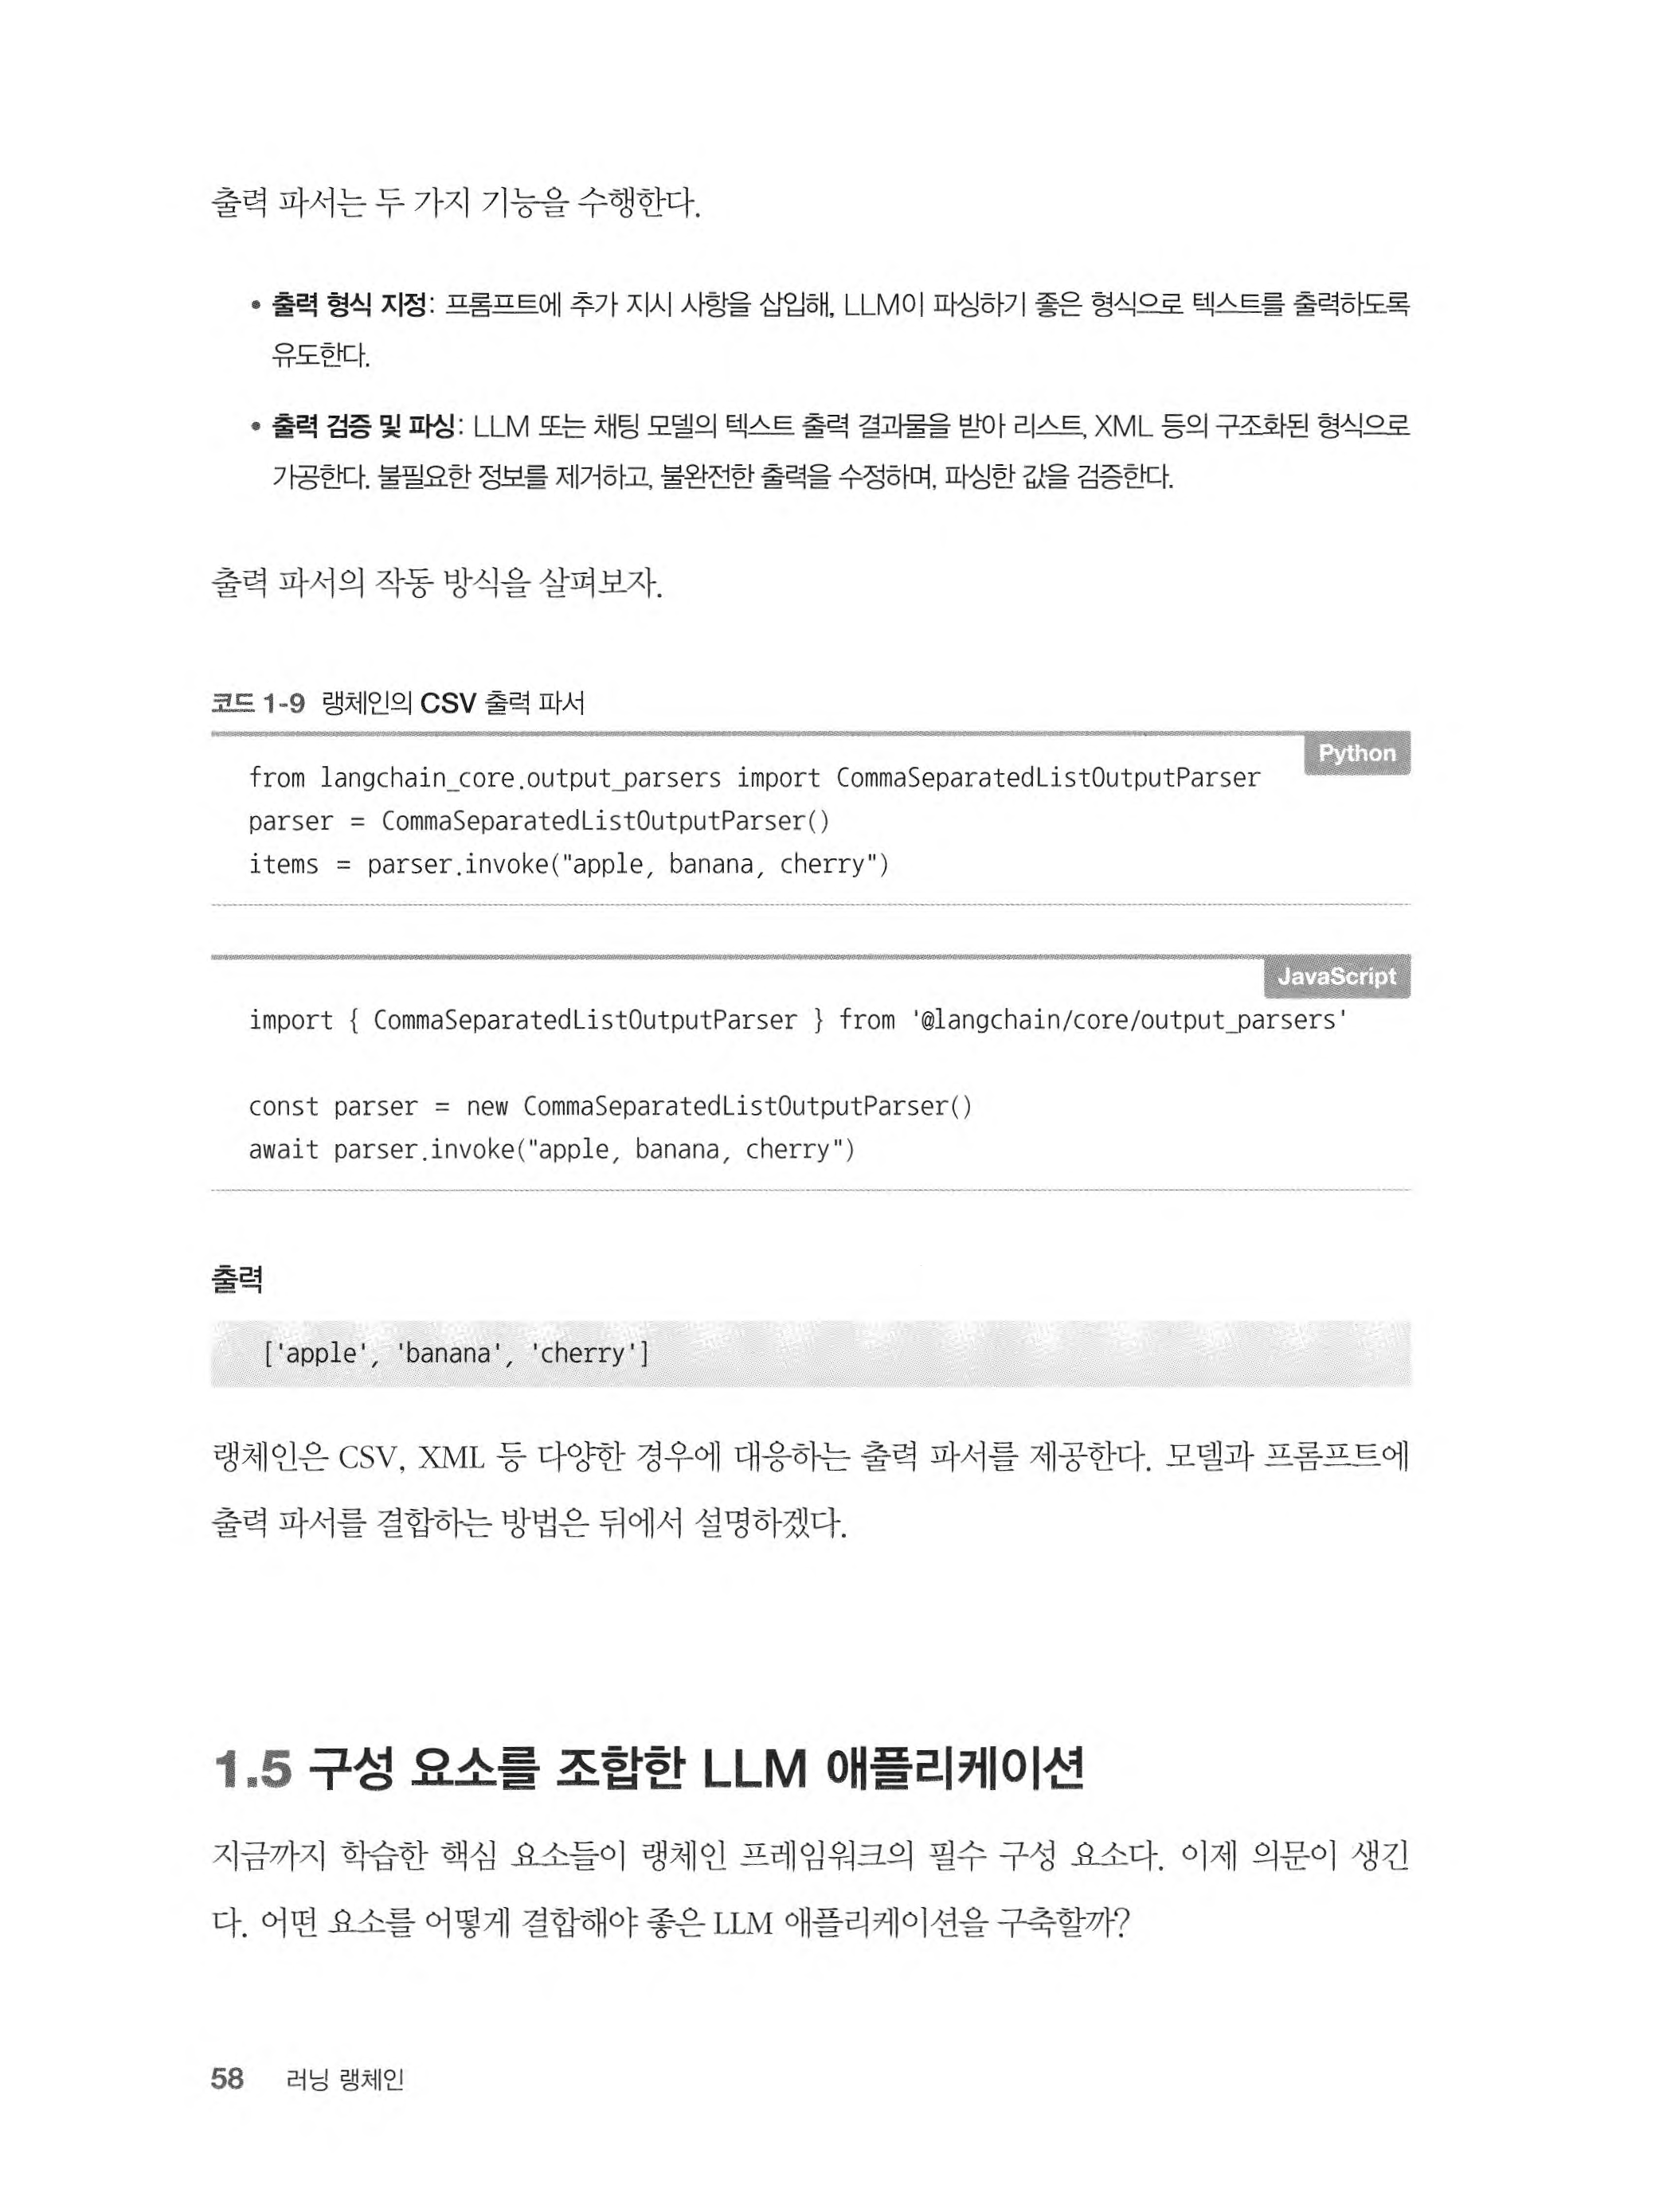 출력 파서는 두 가지 기능을 수행한다.
• 출력 형식 지정: 프롬프트에 추가 지시 사항을 삽입해, LLM이 파싱하기 좋은 형식으로 텍스트를 출력하도록
유도한다.
• 출력 검증 및 파싱: LLM 또는 채팅 모델의 텍스트 출력 결과물을 받아 리스트, XML 등의 구조화된 형식으로
가공한다. 불필요한 정보를 제거하고, 불완전한 출력을 수정하며, 파싱한 값을 검증한다.
출력 파서의 작동 방식을 살펴보자.
코드 1-9 랭체인의 CSV 출력 파서
Python
from langchain_core.output_parsers import CommaSeparatedListOutputParser
parser = CommaSeparatedListOutputParser()
items = parser.invoke("apple, banana, cherry")
JavaScript
import { CommaSeparatedListOutputParser } from '@langchain/core/output_parsers'
const parser = new CommaSeparatedListOutputParser()
await parser.invoke("apple, banana, cherry")
출력
['apple', 'banana', 'cherry']
랭체인은 CSV, XML 등 다양한 경우에 대응하는 출력 파서를 제공한다. 모델과 프롬프트에
출력 파서를 결합하는 방법은 뒤에서 설명하겠다.
1.5 구성 요소를 조합한 LLM 애플리케이션
지금까지 학습한 핵심 요소들이 랭체인 프레임워크의 필수 구성 요소다. 이제 의문이 생긴
다. 어떤 요소를 어떻게 결합해야 좋은 LLM 애플리케이션을 구축할까?
58 러닝 랭체인